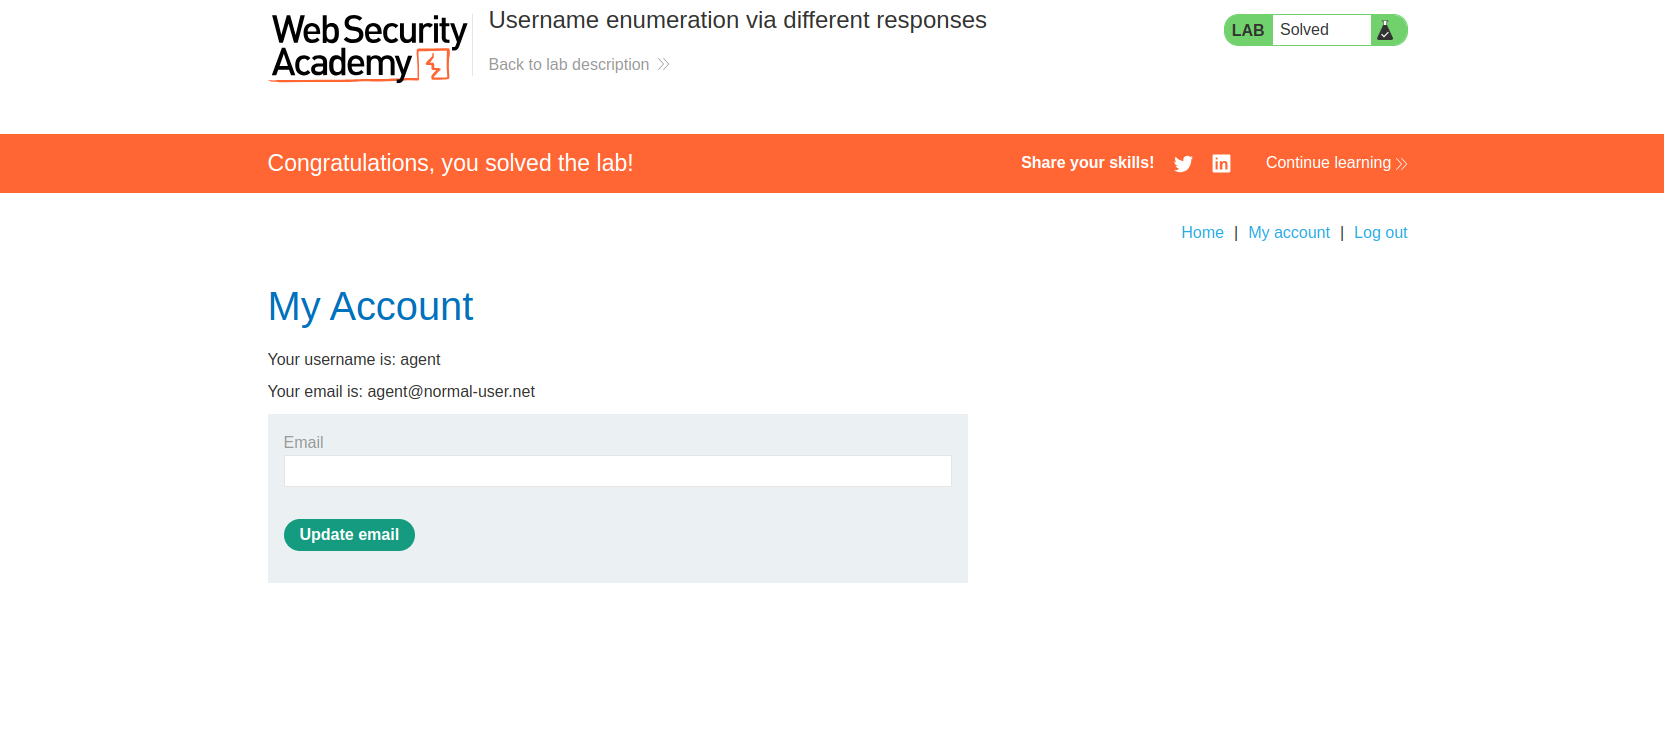 Web Security
Academy
Username enumeration via different responses
Back to lab description
LAB Solved
Congratulations, you solved the lab!
Share your skills!
Continue learning
Home | My account | Log out
My Account
Your username is: agent
Your email is: agent@normal-user.net
Email
Update email